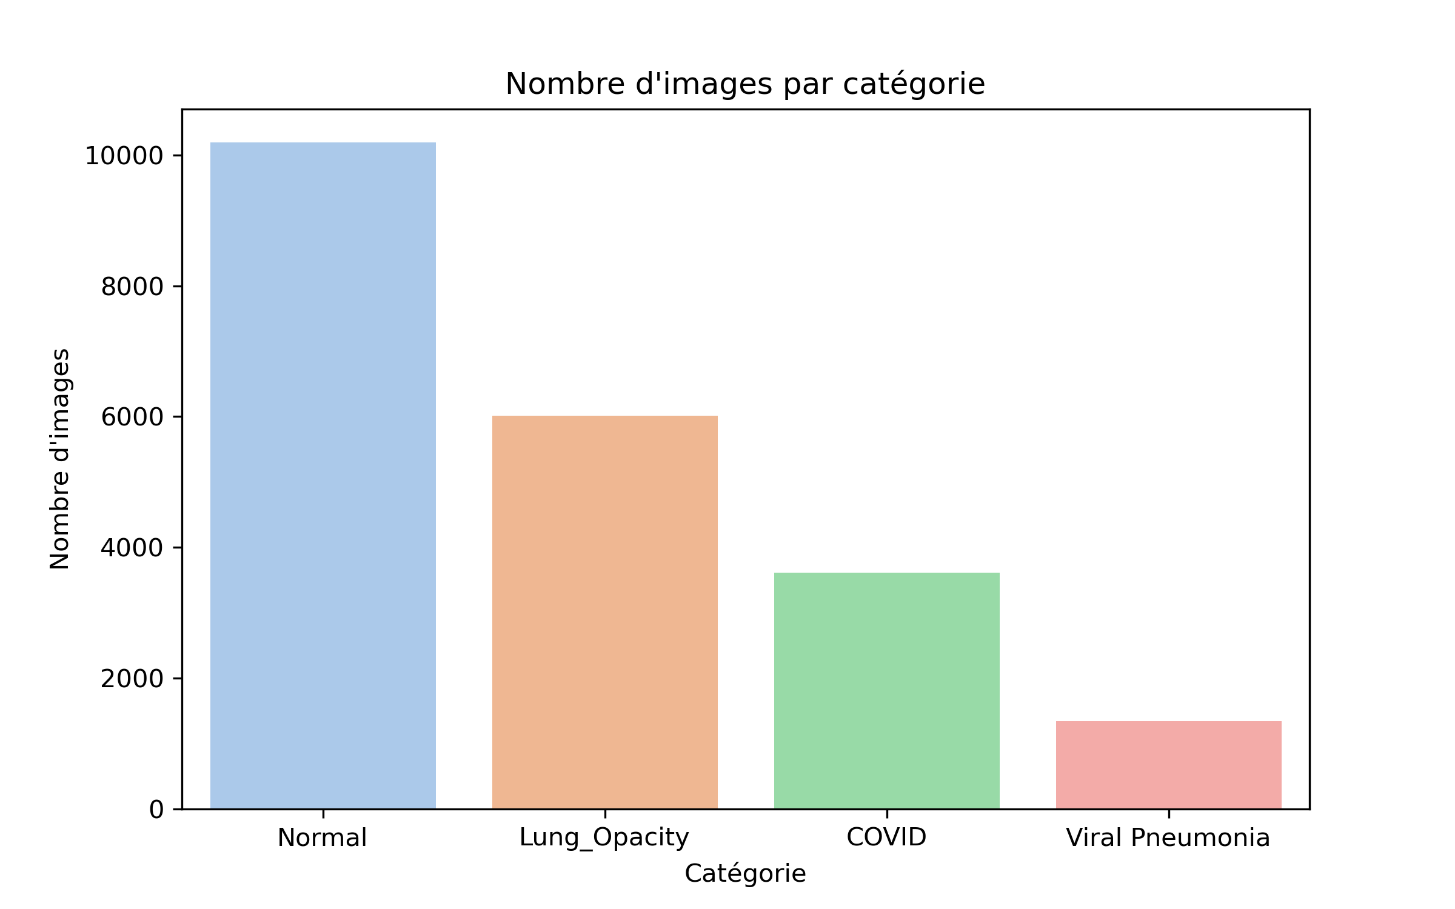 Nombre d'images par catégorie
Nombre d'images
10000
8000
6000
4000
2000
0
Normal
Lung_Opacity
COVID
Viral Pneumonia
Catégorie